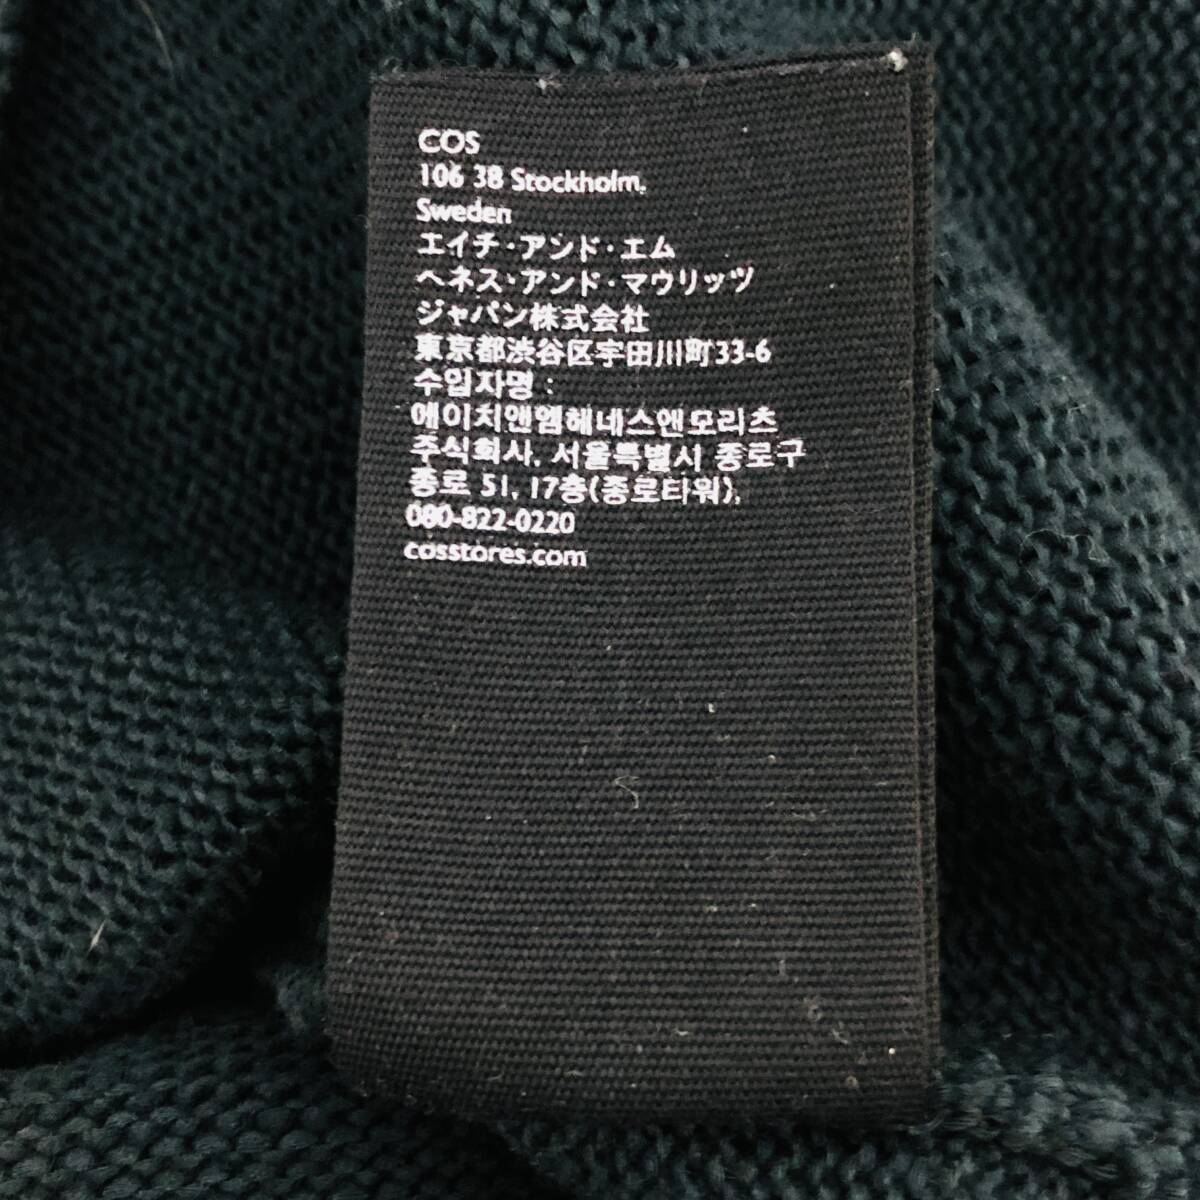 COS
106 38 Stockholm,
Sweden
エイチ・アンド・エム
ヘネス・アンド・マウリッツ
ジャパン株式会社
東京都渋谷区宇田川町33-6
수입자명 :
에이치앤엠헤네스앤모리츠
주식회사, 서울특별시 종로구
종로 51, 17층(종로타워),
080-822-0220
cosstores.com